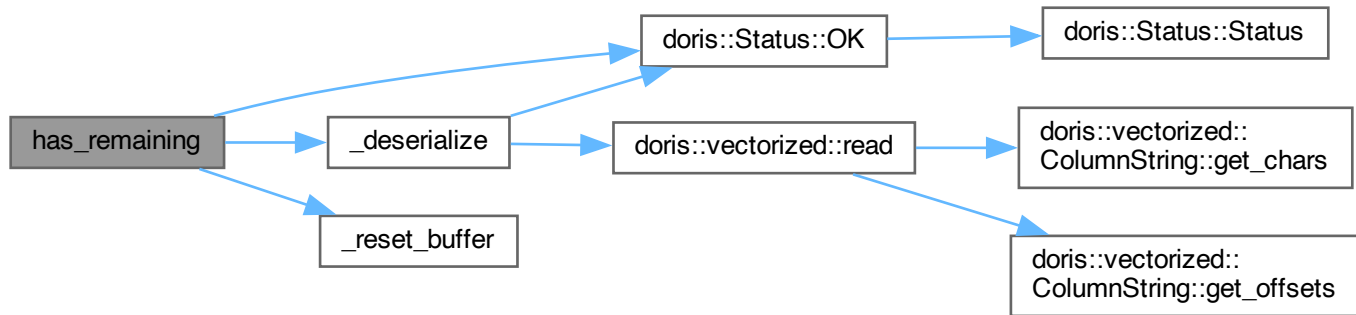 has_remaining
_deserialize
_reset_buffer
doris::Status::OK
doris::vectorized::read
doris::Status::Status
doris::vectorized::
ColumnString::get_chars
doris::vectorized::
ColumnString::get_offsets